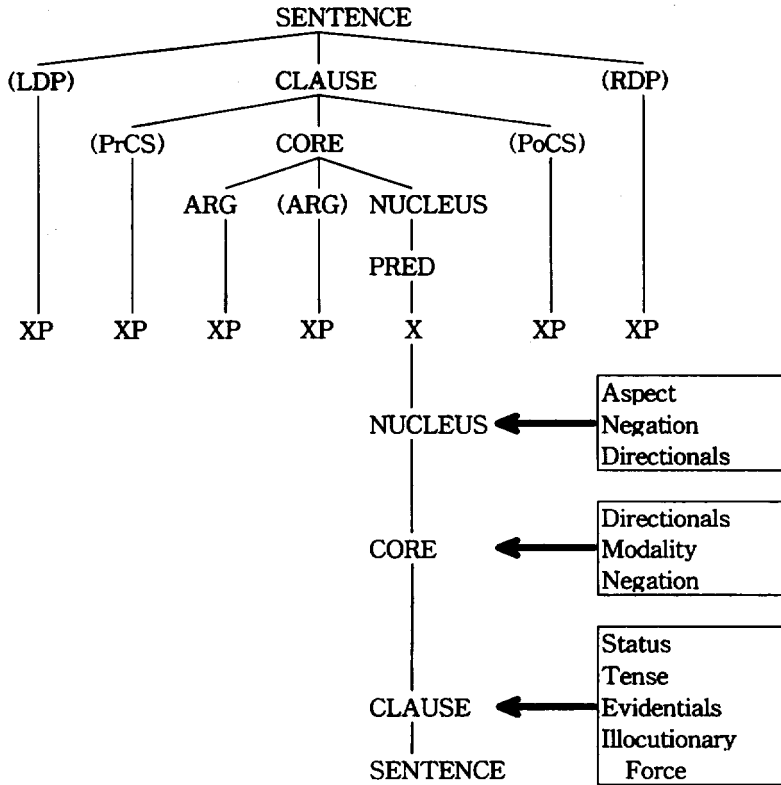 SENTENCE
(LDP) CLAUSE (RDP)
(PrCS) CORE (PoCS)
ARG (ARG) NUCLEUS
PRED
XP XP XP XP X XP XP
Aspect
NUCLEUS Negation
Directionals
Directionals
CORE Modality
Negation
Status
Tense
CLAUSE Evidentials
Illocutionary
SENTENCE Force